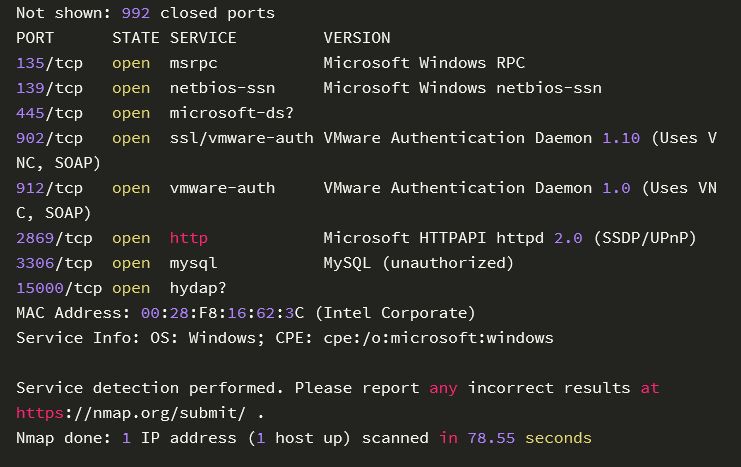 Not shown: 992 closed ports
PORT STATE SERVICE VERSION
135/tcp open msrpc Microsoft Windows RPC
139/tcp open netbios-ssn Microsoft Windows netbios-ssn
445/tcp open microsoft-ds?
902/tcp open ssl/vmware-auth VMware Authentication Daemon 1.10 (Uses V
NC, SOAP)
912/tcp open vmware-auth VMware Authentication Daemon 1.0 (Uses VN
C, SOAP)
2869/tcp open http Microsoft HTTPAPI httpd 2.0 (SSDP/UPnP)
3306/tcp open mysql MySQL (unauthorized)
15000/tcp open hydap?
MAC Address: 00:28:F8:16:62:3C (Intel Corporate)
Service Info: OS: Windows; CPE: cpe:/o:microsoft:windows
Service detection performed. Please report any incorrect results at
https://nmap.org/submit/ .
Nmap done: 1 IP address (1 host up) scanned in 78.55 seconds